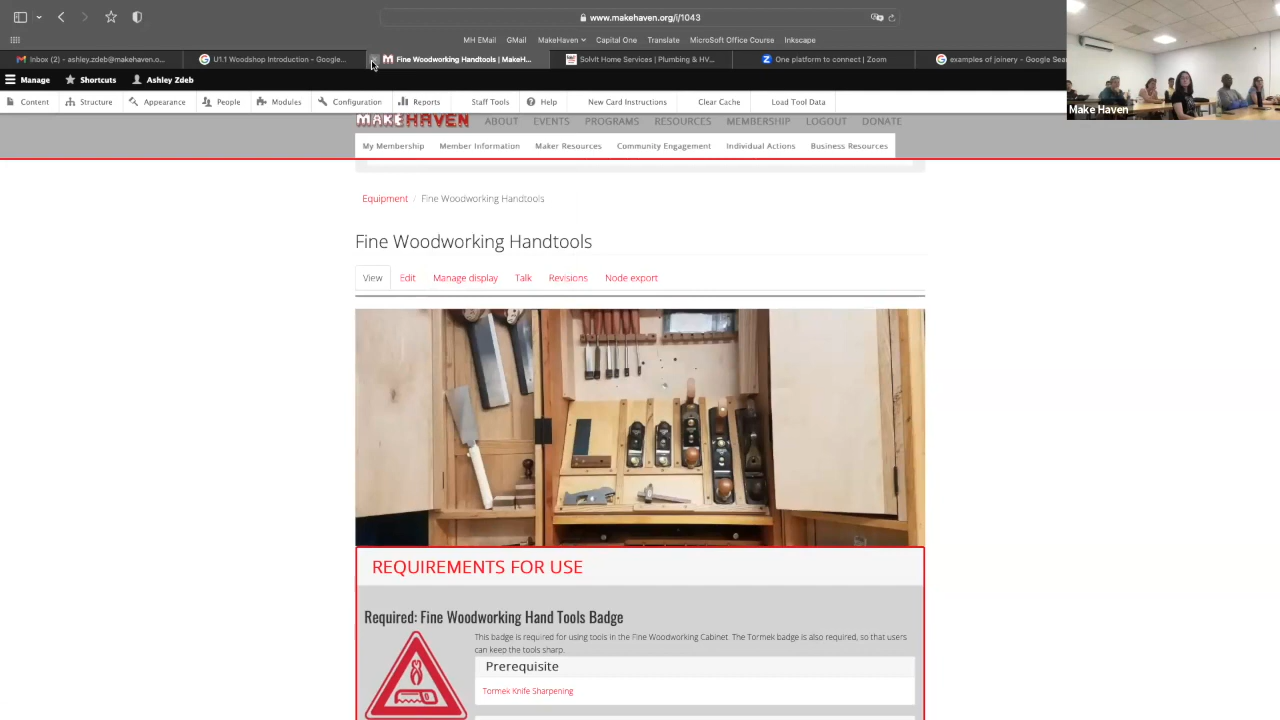 www.makehaven.org/i/1043
MH EMail GMail MakeHaven Capital One Translate MicroSoft Office Course Inkscape
Inbox (2) - ashley.zdeb@makehaven.o... U1.1 Woodshop Introduction - Google... Fine Woodworking Handtools | MakeH... SolvIt Home Services | Plumbing & HV... One platform to connect | Zoom examples of joinery - Google Sea
Manage Shortcuts Ashley Zdeb
Content Structure Appearance People Modules Configuration Reports Staff Tools Help New Card Instructions Clear Cache Load Tool Data
Make Haven
MAKEHAVEN ABOUT EVENTS PROGRAMS RESOURCES MEMBERSHIP LOGOUT DONATE
My Membership Member Information Maker Resources Community Engagement Individual Actions Business Resources
Equipment / Fine Woodworking Handtools
Fine Woodworking Handtools
View Edit Manage display Talk Revisions Node export
REQUIREMENTS FOR USE
Required: Fine Woodworking Hand Tools Badge
This badge is required for using tools in the Fine Woodworking Cabinet. The Tormek badge is also required, so that users
can keep the tools sharp.
Prerequisite
Tormek Knife Sharpening